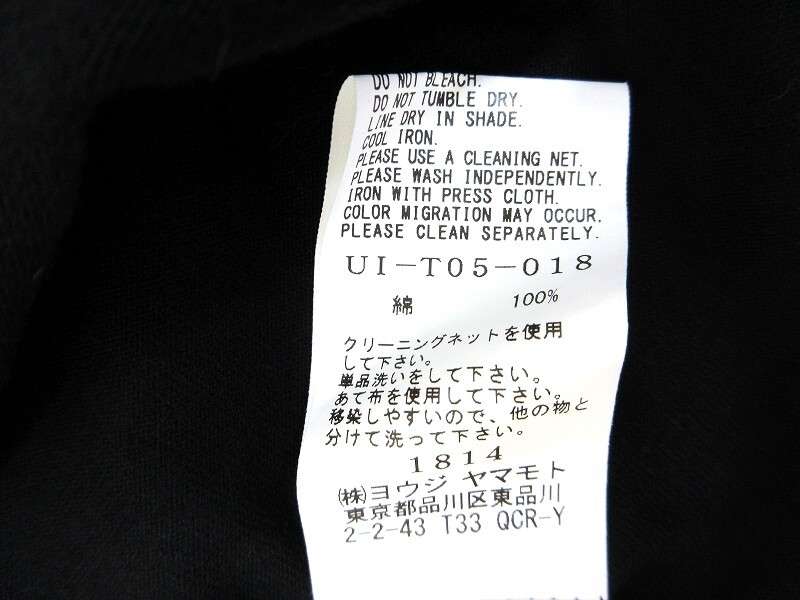 DO NOT BLEACH.
DO NOT TUMBLE DRY.
LINE DRY IN SHADE.
COOL IRON.
PLEASE USE A CLEANING NET.
PLEASE WASH INDEPENDENTLY.
IRON WITH PRESS CLOTH.
COLOR MIGRATION MAY OCCUR.
PLEASE CLEAN SEPARATELY.
UI-T05-018
綿 100%
クリーニングネットを使用
して下さい。
単品洗いをして下さい。
あて布を使用して下さい。
移染しやすいので、他の物と
分けて洗って下さい。
1814
(株)ヨウジ ヤマモト
東京都品川区東品川
2-2-43 T33 QCR-Y